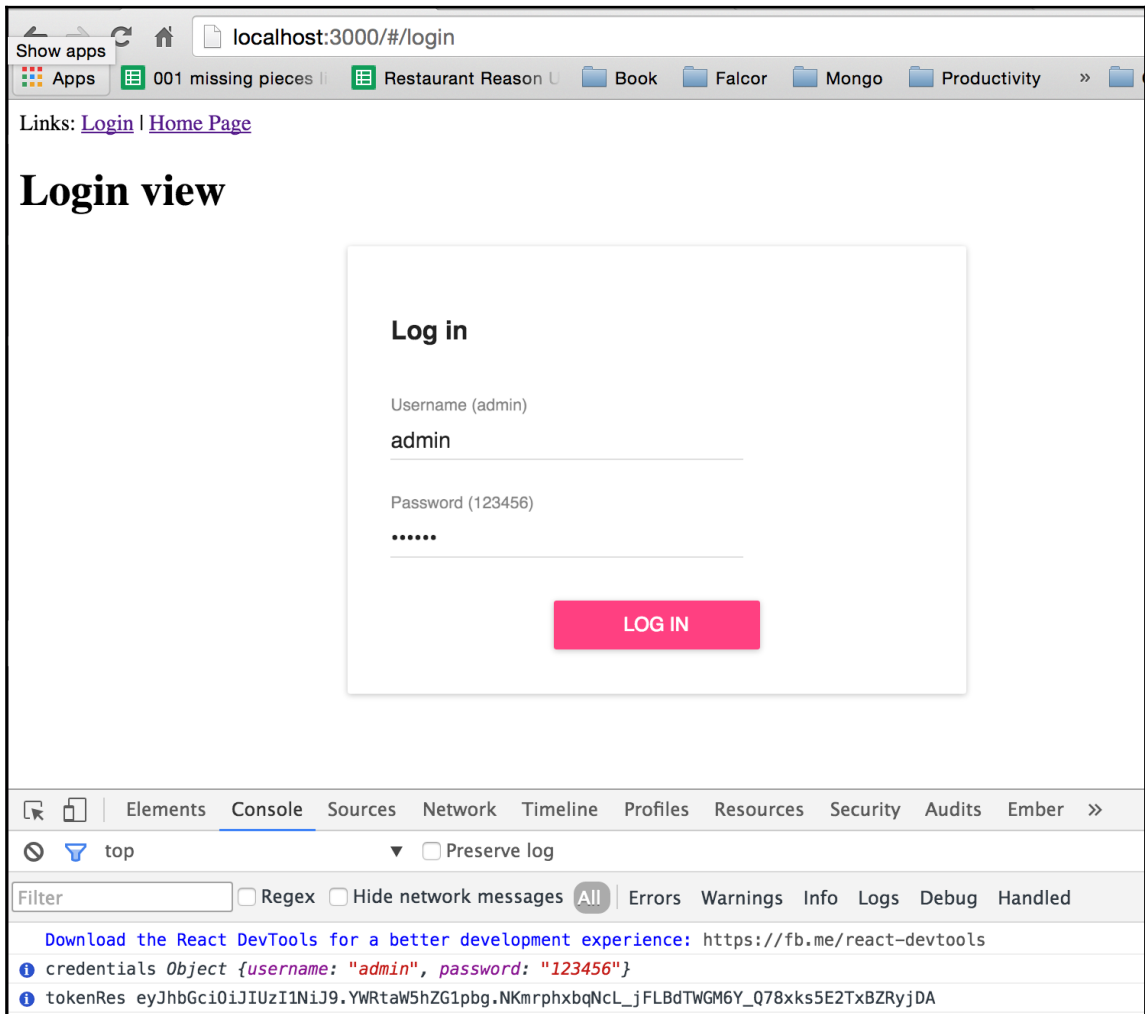 localhost:3000/#/login
Show apps
Apps 001 missing pieces Restaurant Reason Book Falcor Mongo Productivity »
Links: Login | Home Page
Login view
Log in
Username (admin)
admin
Password (123456)
••••••
LOG IN
Elements Console Sources Network Timeline Profiles Resources Security Audits Ember »
top ▼ Preserve log
Filter Regex Hide network messages All Errors Warnings Info Logs Debug Handled
Download the React DevTools for a better development experience: https://fb.me/react-devtools
credentials Object {username: "admin", password: "123456"}
tokenRes eyJhbGciOiJIUzI1NiJ9.YWRtaW5hZG1pbg.NKmrphxbqNcL_jFLBdTWGM6Y_Q78xks5E2TxBZRyjDA